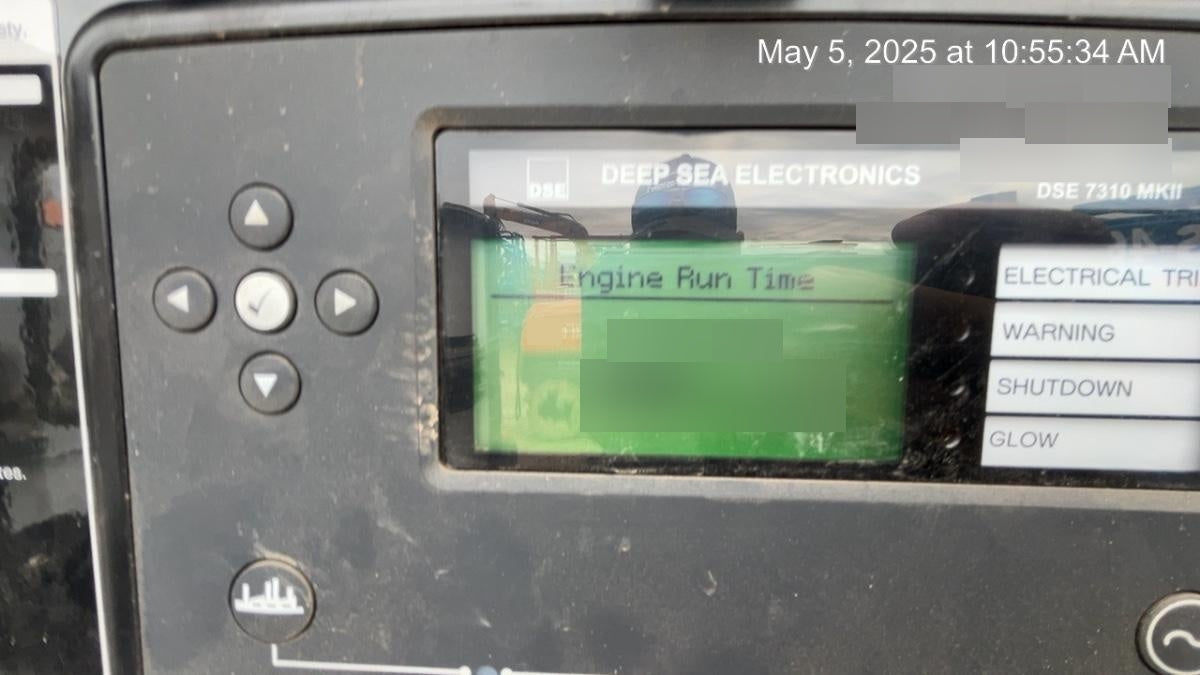 May 5, 2025 at 10:55:34 AM
DSE
DEEP SEA ELECTRONICS
DSE 7310 MKII
Engine Run Time
ELECTRICAL TRI
WARNING
SHUTDOWN
GLOW